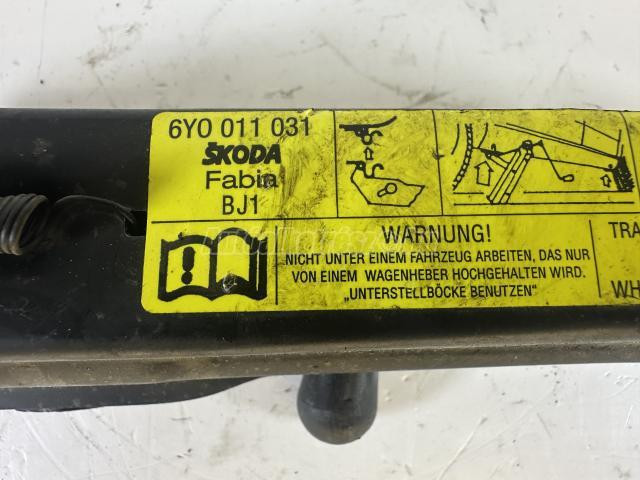 6Y0 011 031
ŠKODA
Fabia
BJ1
WARNUNG!
NICHT UNTER EINEM FAHRZEUG ARBEITEN, DAS NUR
VON EINEM WAGENHEBER HOCHGEHALTEN WIRD.
„UNTERSTELLBÖCKE BENUTZEN”
TRA
WH